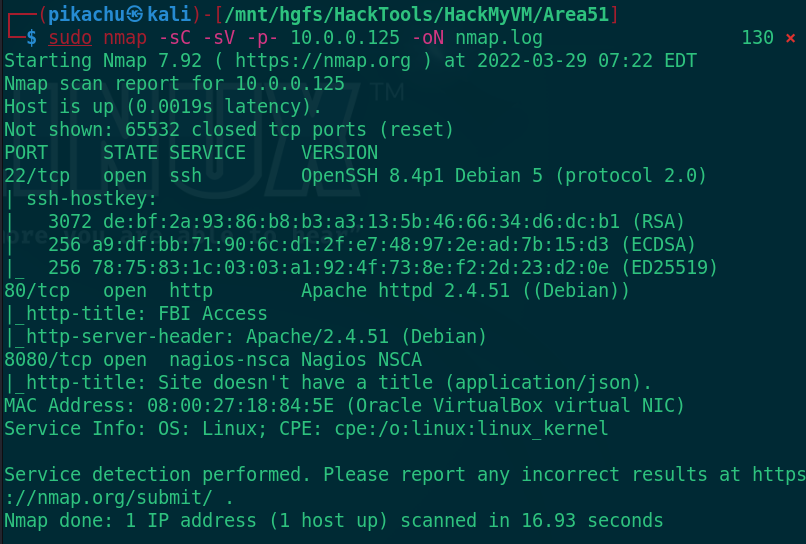 ┌──(pikachu㉿kali)-[/mnt/hgfs/HackTools/HackMyVM/Area51]
└─$ sudo nmap -sC -sV -p- 10.0.0.125 -oN nmap.log 130 ⨯
Starting Nmap 7.92 ( https://nmap.org ) at 2022-03-29 07:22 EDT
Nmap scan report for 10.0.0.125
Host is up (0.0019s latency).
Not shown: 65532 closed tcp ports (reset)
PORT     STATE SERVICE     VERSION
22/tcp   open  ssh         OpenSSH 8.4p1 Debian 5 (protocol 2.0)
| ssh-hostkey:
|   3072 de:bf:2a:93:86:b8:b3:a3:13:5b:46:66:34:d6:dc:b1 (RSA)
|   256 a9:df:bb:71:90:6c:d1:2f:e7:48:97:2e:ad:7b:15:d3 (ECDSA)
|_  256 78:75:83:1c:03:03:a1:92:4f:73:8e:f2:2d:23:d2:0e (ED25519)
80/tcp   open  http        Apache httpd 2.4.51 ((Debian))
|_http-title: FBI Access
|_http-server-header: Apache/2.4.51 (Debian)
8080/tcp open  nagios-nsca Nagios NSCA
|_http-title: Site doesn't have a title (application/json).
MAC Address: 08:00:27:18:84:5E (Oracle VirtualBox virtual NIC)
Service Info: OS: Linux; CPE: cpe:/o:linux:linux_kernel

Service detection performed. Please report any incorrect results at https
://nmap.org/submit/ .
Nmap done: 1 IP address (1 host up) scanned in 16.93 seconds